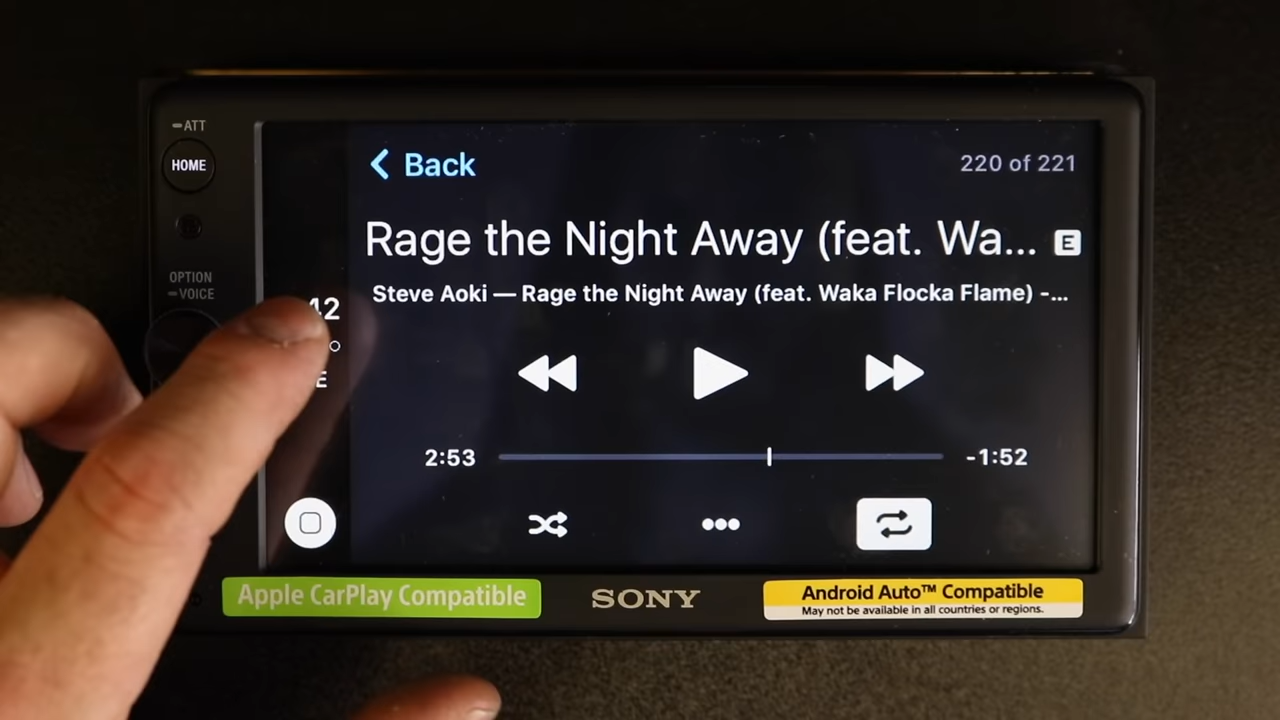 ATT
HOME
OPTION
VOICE
Back
220 of 221
Rage the Night Away (feat. Wa...
E
Steve Aoki — Rage the Night Away (feat. Waka Flocka Flame) -...
2:53
-1:52
Apple CarPlay Compatible
SONY
Android Auto™ Compatible
May not be available in all countries or regions.